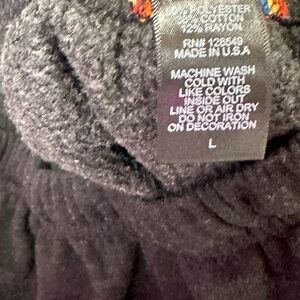 POLYESTER
COTTON
12% RAYON
RN# 128549
MADE IN U.S.A
MACHINE WASH
COLD WITH
LIKE COLORS
INSIDE OUT
LINE OR AIR DRY
DO NOT IRON
ON DECORATION
L